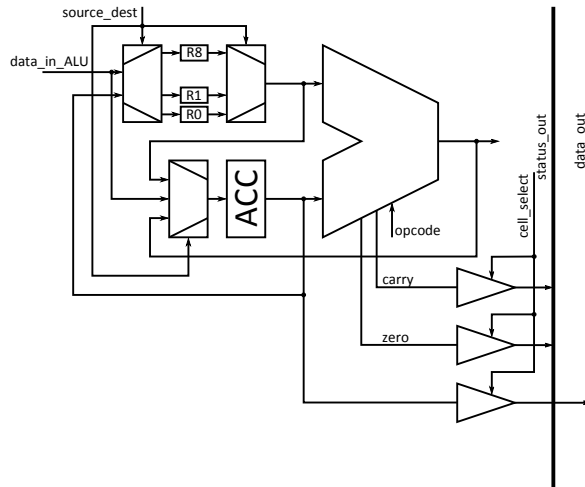 source_dest
data_in_ALU
R8
R1
R0
ACC
opcode
cell_select
status_out
data_out
carry
zero